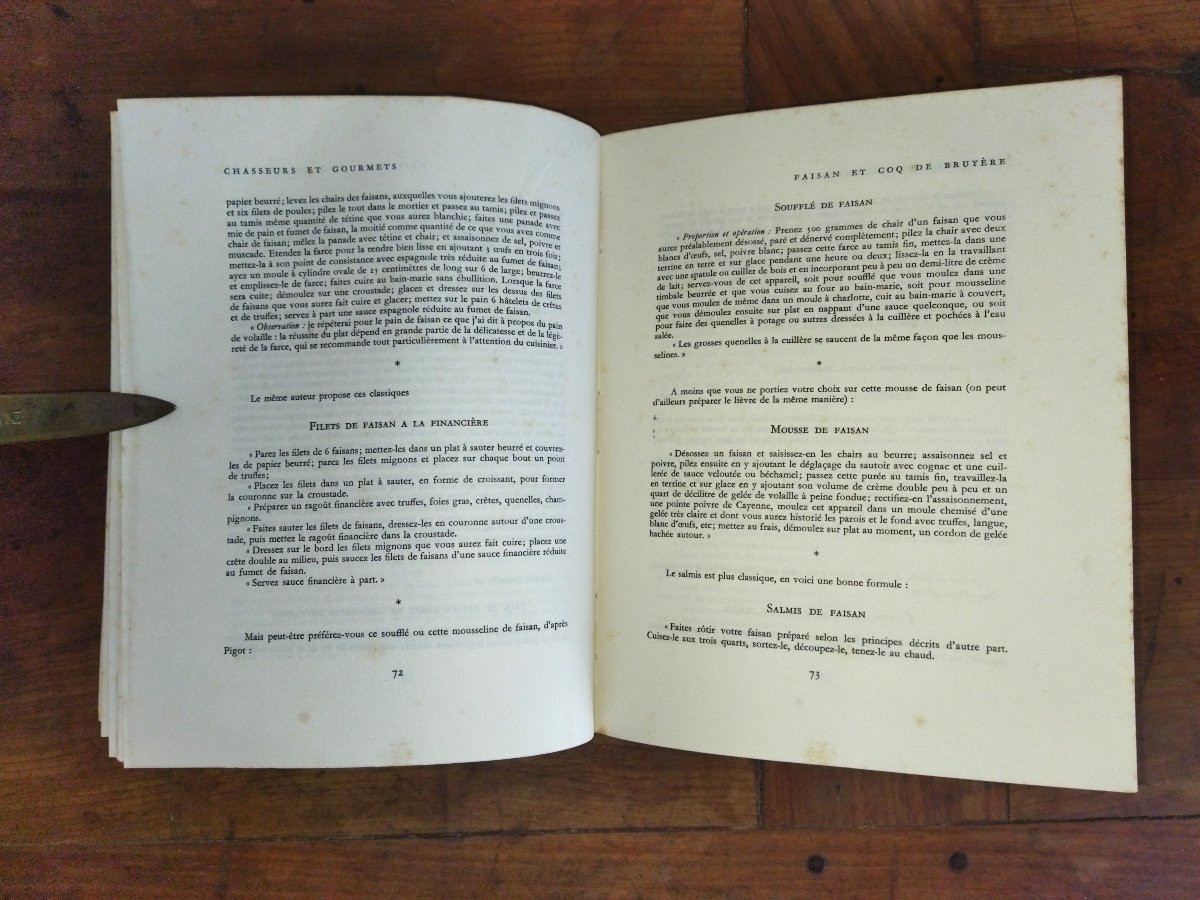 CHASSEURS ET GOURMETS
papier beurré; levez les chairs des faisans, auxquelles vous ajouterez les filets mignons
et six filets de poules; pilez le tout dans le mortier et passez au tamis; pilez et passez
au tamis même quantité de tétine que vous aurez blanchie; faites une panade avec
mie de pain et fumet de faisan, la moitié comme quantité de ce que vous avez comme
chair de faisan; mêlez la panade avec tétine et chair; et assaisonnez de sel, poivre et
muscade. Etendez la farce pour la rendre bien lisse en ajoutant 5 œufs en trois fois;
mettez-la à son point de consistance avec espagnole très réduite au fumet de faisan;
ayez un moule à cylindre ovale de 25 centimètres de long sur 6 de large; beurrez-le
et emplissez-le de farce; faites cuire au bain-marie sans ébullition. Lorsque la farce
sera cuite; démoulez sur une croustade; glacez et dressez sur les dessus des filets
de faisans que vous aurez fait cuire et glacer; mettez sur le pain 6 hâtelets de crêtes
et de truffes; servez à part une sauce espagnole réduite au fumet de faisan.
« Observation : je répéterai pour le pain de faisan ce que j'ai dit à propos du pain
de volaille : la réussite du plat dépend en grande partie de la délicatesse et de la légè-
reté de la farce, qui se recommande tout particulièrement à l'attention du cuisinier. »
*
Le même auteur propose ces classiques
FILETS DE FAISAN A LA FINANCIÈRE
« Parez les filets de 6 faisans; mettez-les dans un plat à sauter beurré et couvrez-
les de papier beurré; parez les filets mignons et placez sur chaque bout un point
de truffes;
« Placez les filets dans un plat à sauter, en forme de croissant, pour former
la couronne sur la croustade.
« Préparez un ragoût financière avec truffes, foies gras, crêtes, quenelles, cham-
pignons.
« Faites sauter les filets de faisans, dressez-les en couronne autour d'une crous-
tade, puis mettez le ragoût financière dans la croustade.
« Dressez sur le bord les filets mignons que vous aurez fait cuire; placez une
crête double au milieu, puis saucez les filets de faisans d'une sauce financière réduite
au fumet de faisan.
« Servez sauce financière à part. »
*
Mais peut-être préférez-vous ce soufflé ou cette mousseline de faisan, d'après
Pigot :
72
FAISAN ET COQ DE BRUYÈRE
SOUFFLÉ DE FAISAN
« Proportion et opération : Prenez 500 grammes de chair d'un faisan que vous
aurez préalablement désossé, paré et dénervé complètement; pilez la chair avec deux
blancs d'œufs, sel, poivre blanc; passez cette farce au tamis fin, mettez-la dans une
terrine en terre et sur glace pendant une heure ou deux; lissez-la en la travaillant
avec une spatule ou cuiller de bois et en incorporant peu à peu un demi-litre de crème
de lait; servez-vous de cet appareil, soit pour soufflé que vous moulez dans une
timbale beurrée et que vous cuisez au four au bain-marie, soit pour mousseline
que vous moulez de même dans un moule à charlotte, cuit au bain-marie à couvert,
que vous démoulez ensuite sur plat en nappant d'une sauce quelconque, ou soit
pour faire des quenelles à potage ou autres dressées à la cuillère et pochées à l'eau
salée.
« Les grosses quenelles à la cuillère se saucent de la même façon que les mous-
selines. »
*
A moins que vous ne portiez votre choix sur cette mousse de faisan (on peut
d'ailleurs préparer le lièvre de la même manière) :
MOUSSE DE FAISAN
« Désossez un faisan et saisissez-en les chairs au beurre; assaisonnez sel et
poivre, pilez ensuite en y ajoutant le déglaçage du sautoir avec cognac et une cuil-
lerée de sauce veloutée ou béchamel; passez cette purée au tamis fin, travaillez-la
en terrine et sur glace en y ajoutant son volume de crème double peu à peu et un
quart de décilitre de gelée de volaille à peine fondue; rectifiez-en l'assaisonnement,
une pointe poivre de Cayenne, moulez cet appareil dans un moule chemisé d'une
gelée très claire et dont vous aurez historié les parois et le fond avec truffes, langue,
blanc d'œufs, etc; mettez au frais, démoulez sur plat au moment, un cordon de gelée
hachée autour. »
*
Le salmis est plus classique, en voici une bonne formule :
SALMIS DE FAISAN
« Faites rôtir votre faisan préparé selon les principes décrits d'autre part.
Cuisez-le aux trois quarts, sortez-le, découpez-le, tenez-le au chaud.
73